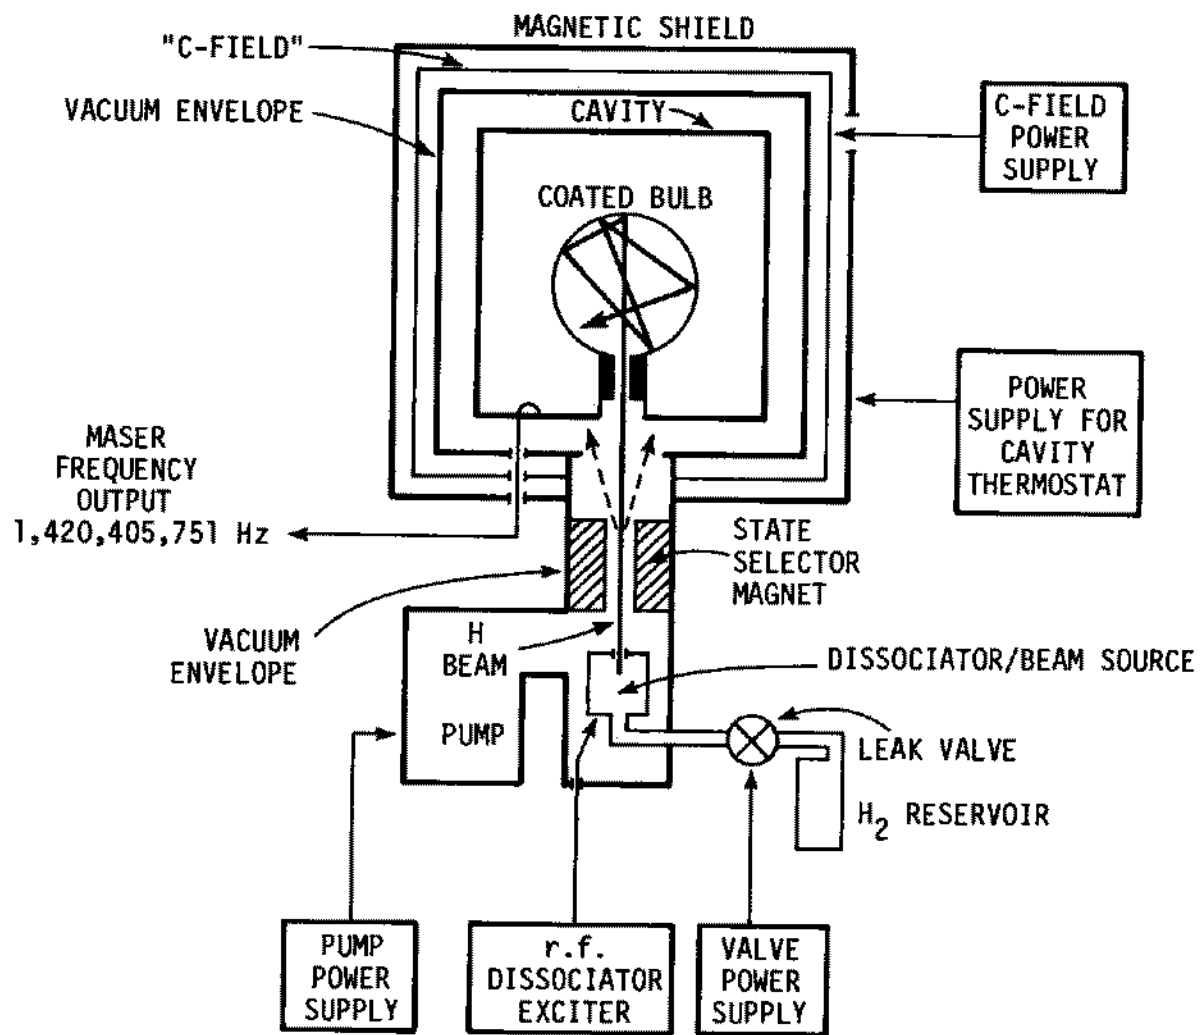 MAGNETIC SHIELD
"C-FIELD"
VACUUM ENVELOPE
CAVITY
C-FIELD
POWER
SUPPLY
COATED BULB
POWER
SUPPLY FOR
CAVITY
THERMOSTAT
MASER
FREQUENCY
OUTPUT
1,420,405,751 Hz
STATE
SELECTOR
MAGNET
VACUUM
ENVELOPE
H
BEAM
DISSOCIATOR/BEAM SOURCE
PUMP
LEAK VALVE
H₂ RESERVOIR
PUMP
POWER
SUPPLY
r.f.
DISSOCIATOR
EXCITER
VALVE
POWER
SUPPLY